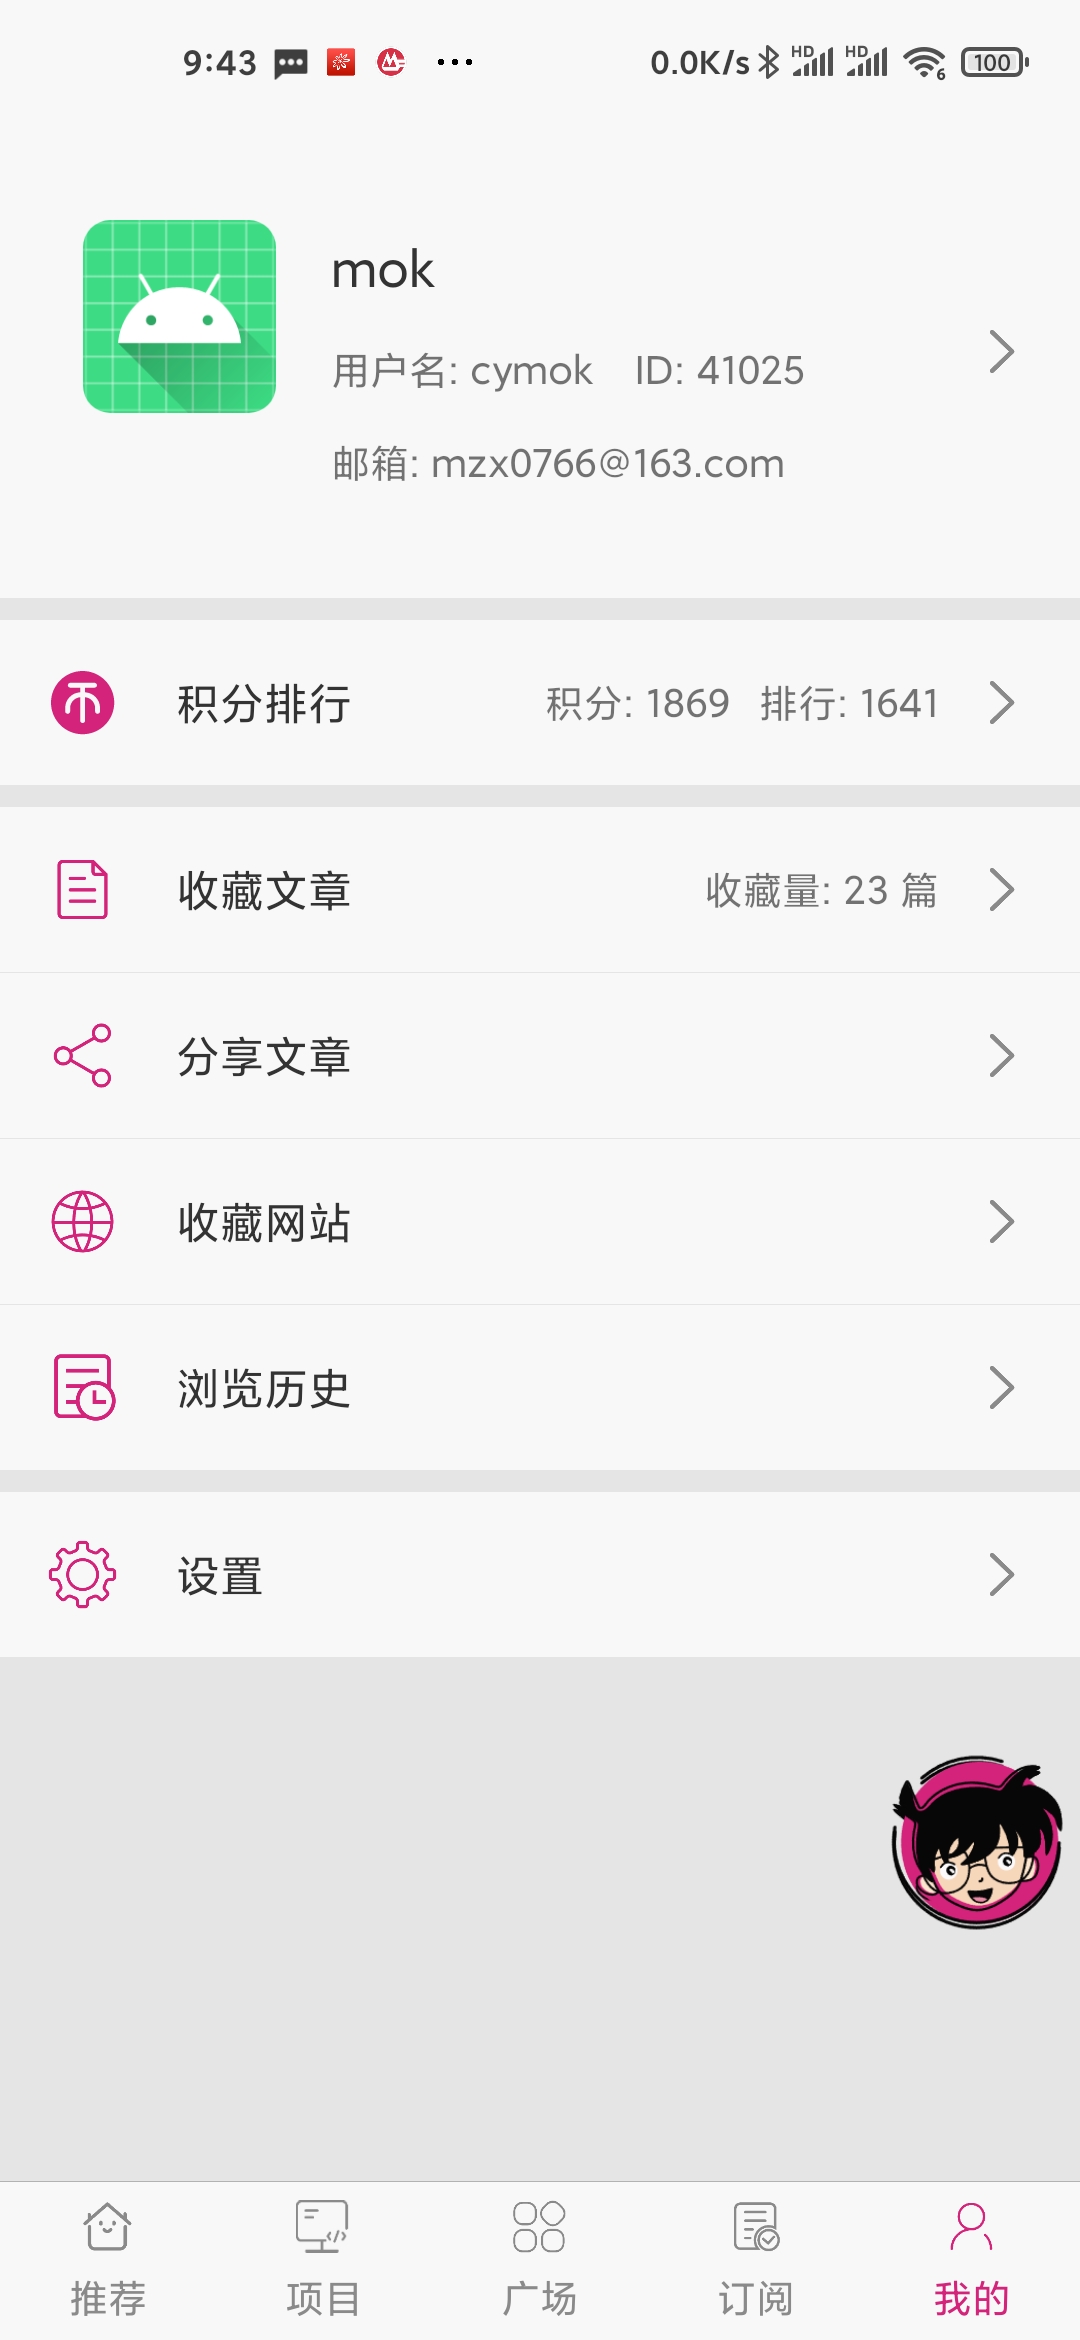 9:43 0.0K/s HD HD 6 100
mok
用户名: cymok ID: 41025
邮箱: mzx0766@163.com
积分排行 积分: 1869 排行: 1641
收藏文章 收藏量: 23 篇
分享文章
收藏网站
浏览历史
设置
推荐 项目 广场 订阅 我的